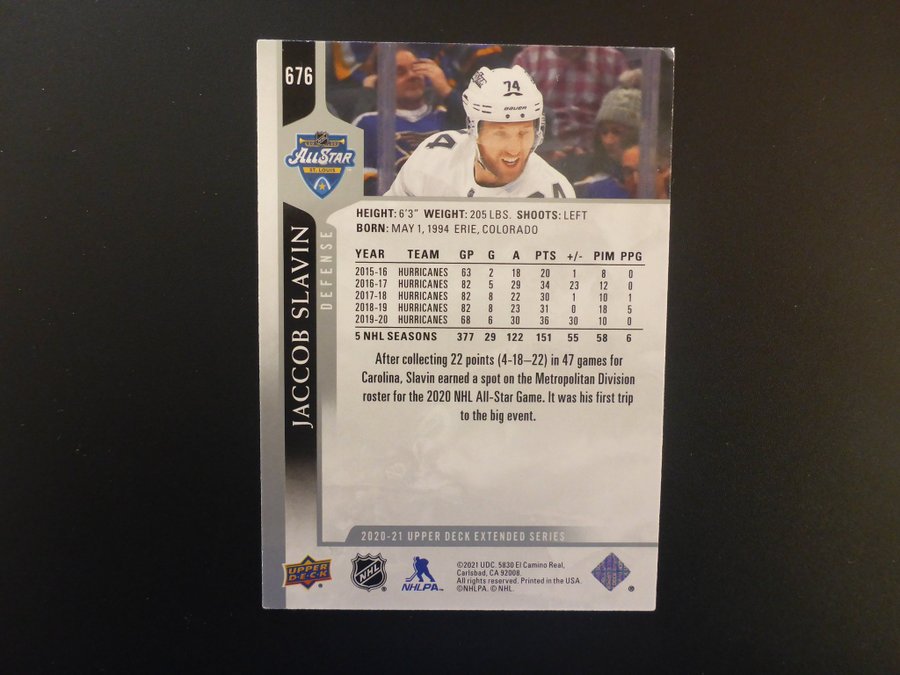 676
ALL STAR
ST. LOUIS
JACCOB SLAVIN
DEFENSE
74
BAUER
4
HEIGHT: 6'3" WEIGHT: 205 LBS. SHOOTS: LEFT
BORN: MAY 1, 1994 ERIE, COLORADO
YEAR TEAM GP G A PTS +/- PIM PPG
2015-16 HURRICANES 63 2 18 20 1 8 0
2016-17 HURRICANES 82 5 29 34 23 12 0
2017-18 HURRICANES 82 8 22 30 1 10 1
2018-19 HURRICANES 82 8 23 31 0 18 5
2019-20 HURRICANES 68 6 30 36 30 10 0
5 NHL SEASONS 377 29 122 151 55 58 6
After collecting 22 points (4-18–22) in 47 games for
Carolina, Slavin earned a spot on the Metropolitan Division
roster for the 2020 NHL All-Star Game. It was his first trip
to the big event.
2020-21 UPPER DECK EXTENDED SERIES
UPPER
DECK
NHL
NHLPA
©2021 UDC. 5830 El Camino Real,
Carlsbad, CA 92008.
All rights reserved. Printed in the USA.
©NHLPA. © NHL.